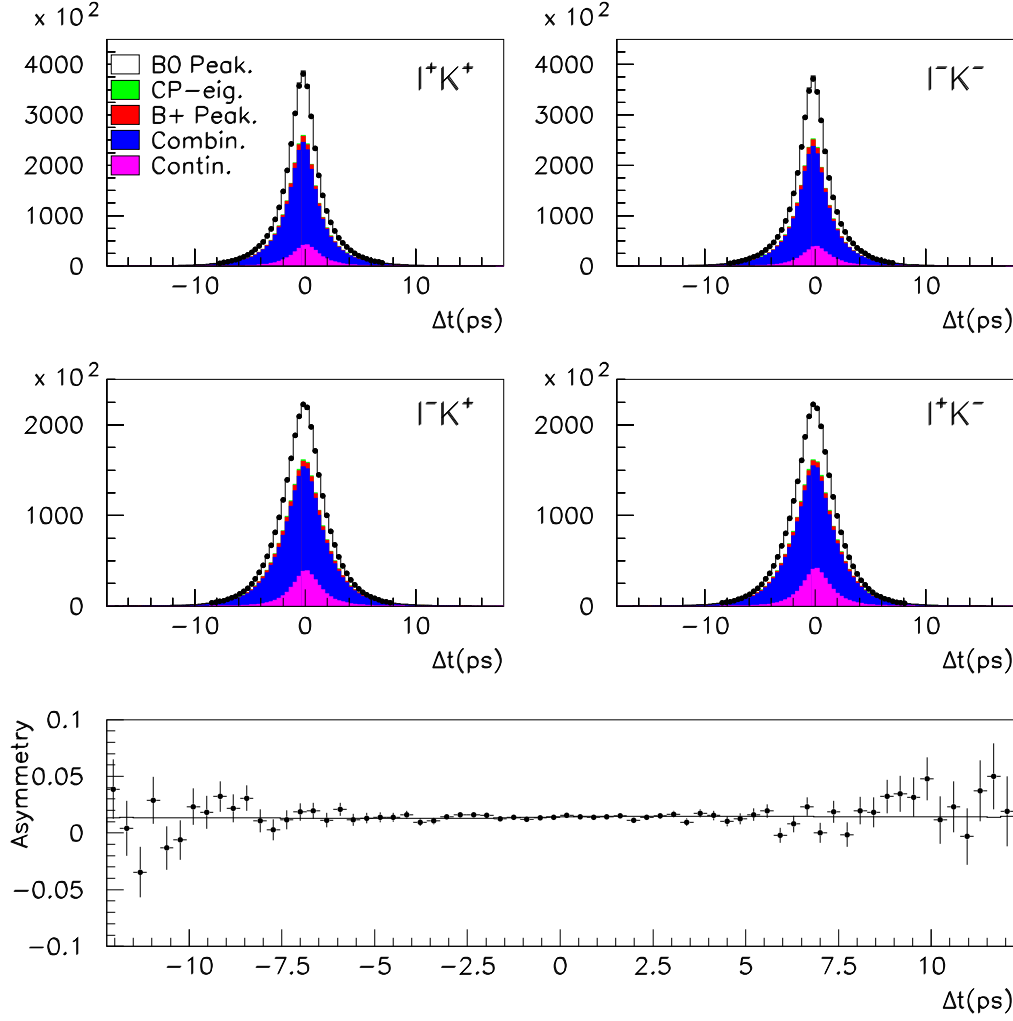 x 10²
4000
3000
2000
1000
0
B0 Peak.
CP-eig.
B+ Peak.
Combin.
Contin.
l⁺K⁺
-10 0 10
Δt(ps)
x 10²
4000
3000
2000
1000
0
l⁻K⁻
-10 0 10
Δt(ps)
x 10²
2000
1000
0
l⁻K⁺
-10 0 10
Δt(ps)
x 10²
2000
1000
0
l⁺K⁻
-10 0 10
Δt(ps)
Asymmetry
0.1
0.05
0
-0.05
-0.1
-10 -7.5 -5 -2.5 0 2.5 5 7.5 10
Δt(ps)